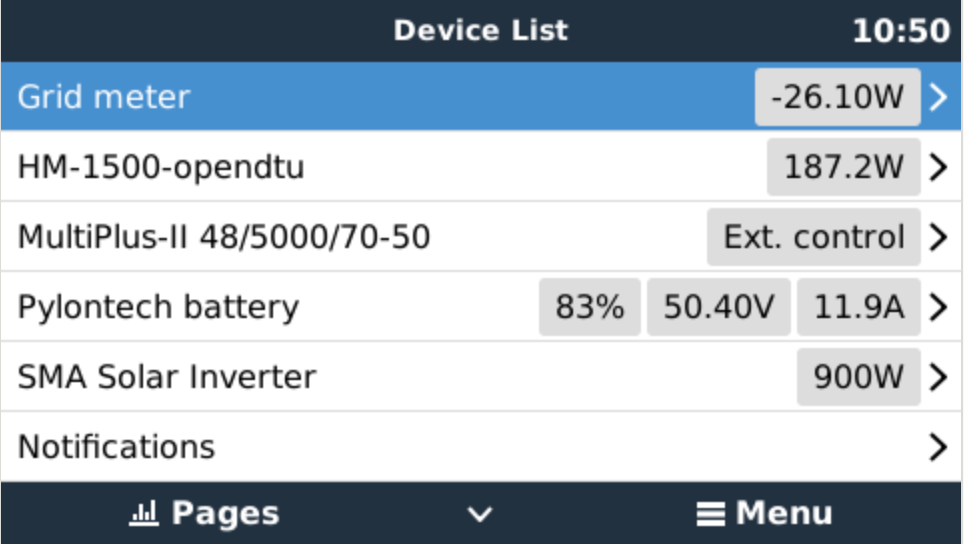 Device List 10:50
Grid meter -26.10W
HM-1500-opendtu 187.2W
MultiPlus-II 48/5000/70-50 Ext. control
Pylontech battery 83% 50.40V 11.9A
SMA Solar Inverter 900W
Notifications
Pages Menu